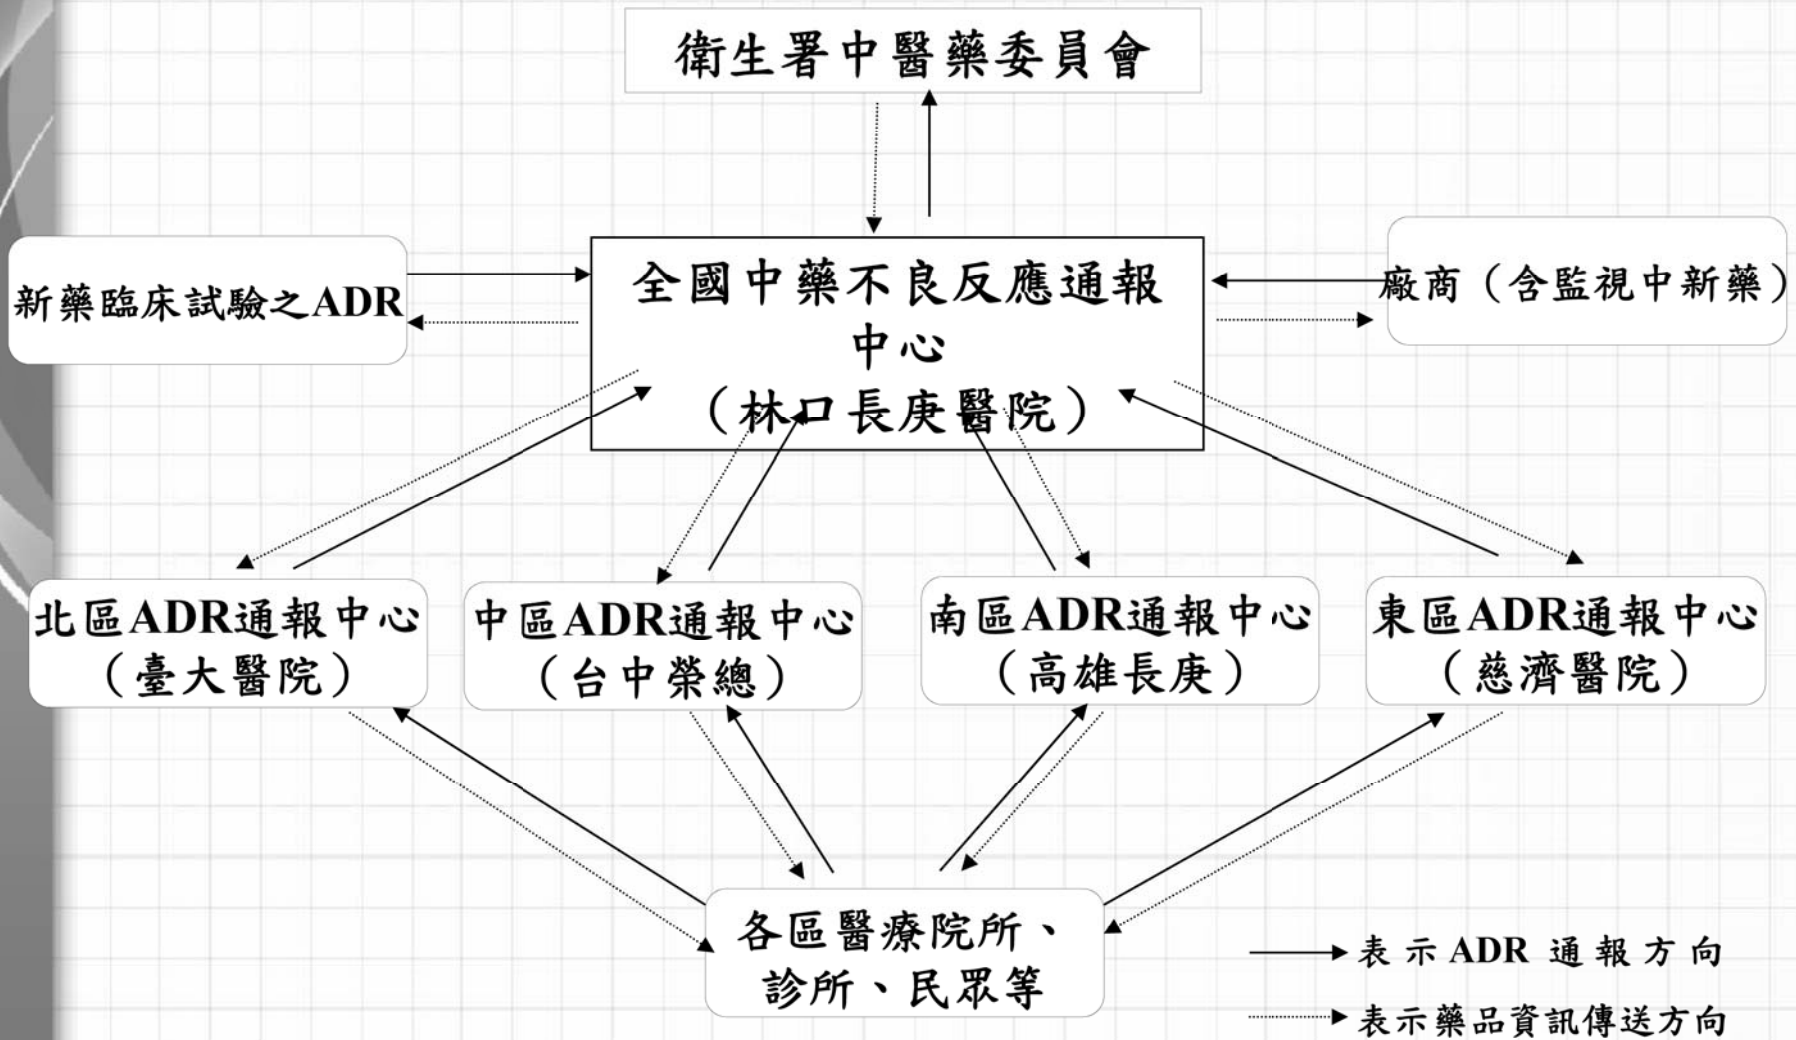 衛生署中醫藥委員會
新藥臨床試驗之ADR
全國中藥不良反應通報
中心
（林口長庚醫院）
廠商（含監視中新藥）
北區ADR通報中心
（臺大醫院）
中區ADR通報中心
（台中榮總）
南區ADR通報中心
（高雄長庚）
東區ADR通報中心
（慈濟醫院）
各區醫療院所、
診所、民眾等
表示ADR 通報方向
表示藥品資訊傳送方向